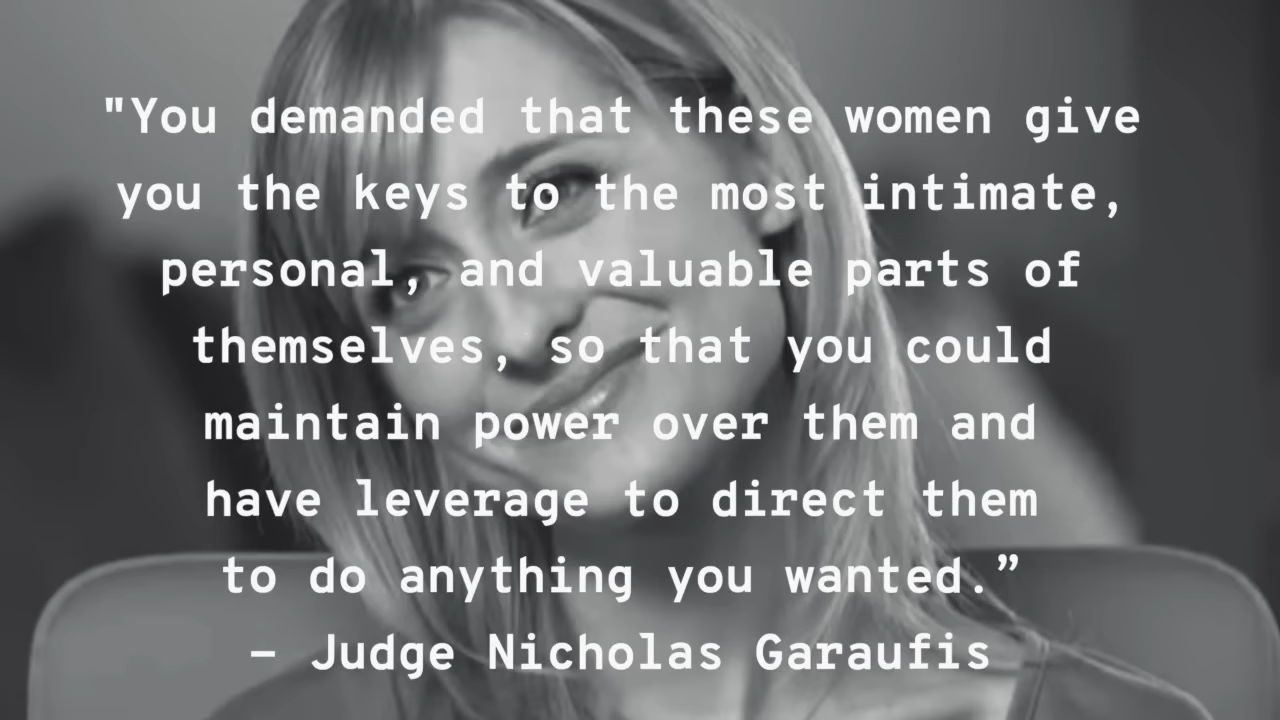 "You demanded that these women give
you the keys to the most intimate,
personal, and valuable parts of
themselves, so that you could
maintain power over them and
have leverage to direct them
to do anything you wanted.”
– Judge Nicholas Garaufis